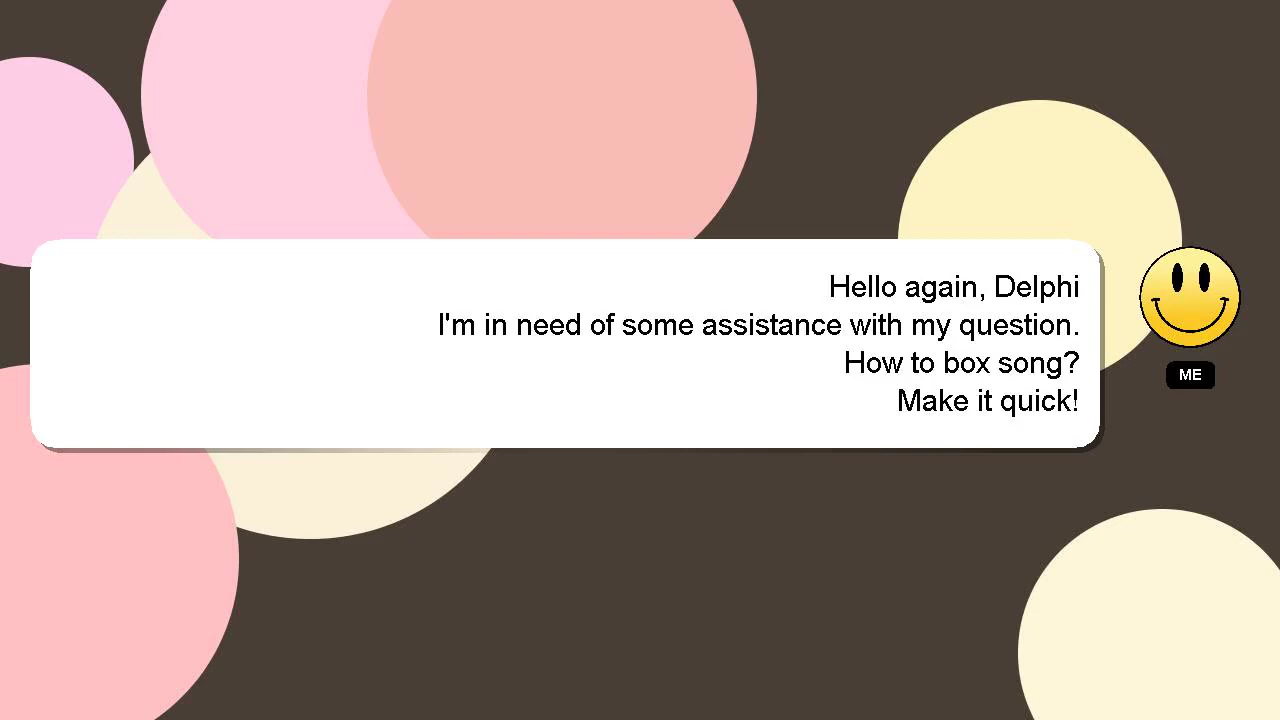 Hello again, Delphi
I'm in need of some assistance with my question.
How to box song?
Make it quick!
ME